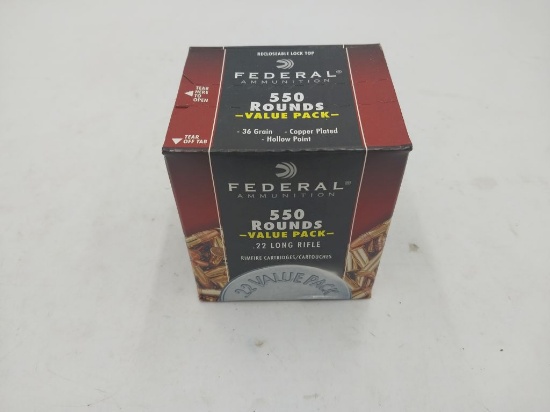 RECLOSEABLE LOCK TOP
FEDERAL®
AMMUNITION
550
ROUNDS
–VALUE PACK–
- 36 Grain - Copper Plated
- Hollow Point
TEAR
HERE
TO
OPEN
TEAR
OFF TAB
FEDERAL®
AMMUNITION
550
ROUNDS
–VALUE PACK–
.22 LONG RIFLE
RIMFIRE CARTRIDGES/CARTOUCHES
.22 VALUE PACK